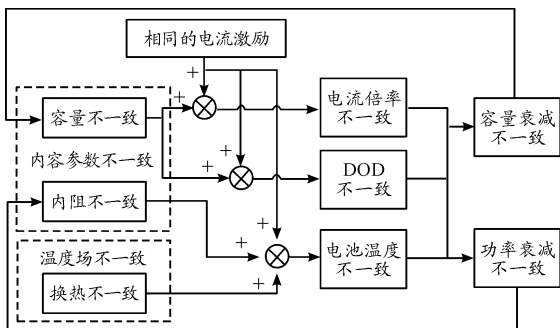 相同的电流激励
+
+
+
+
容量不一致
电流倍率
不一致
容量衰减
不一致
内容参数不一致
+
DOD
不一致
内阻不一致
+
+
温度场不一致
电池温度
不一致
功率衰减
不一致
换热不一致
+